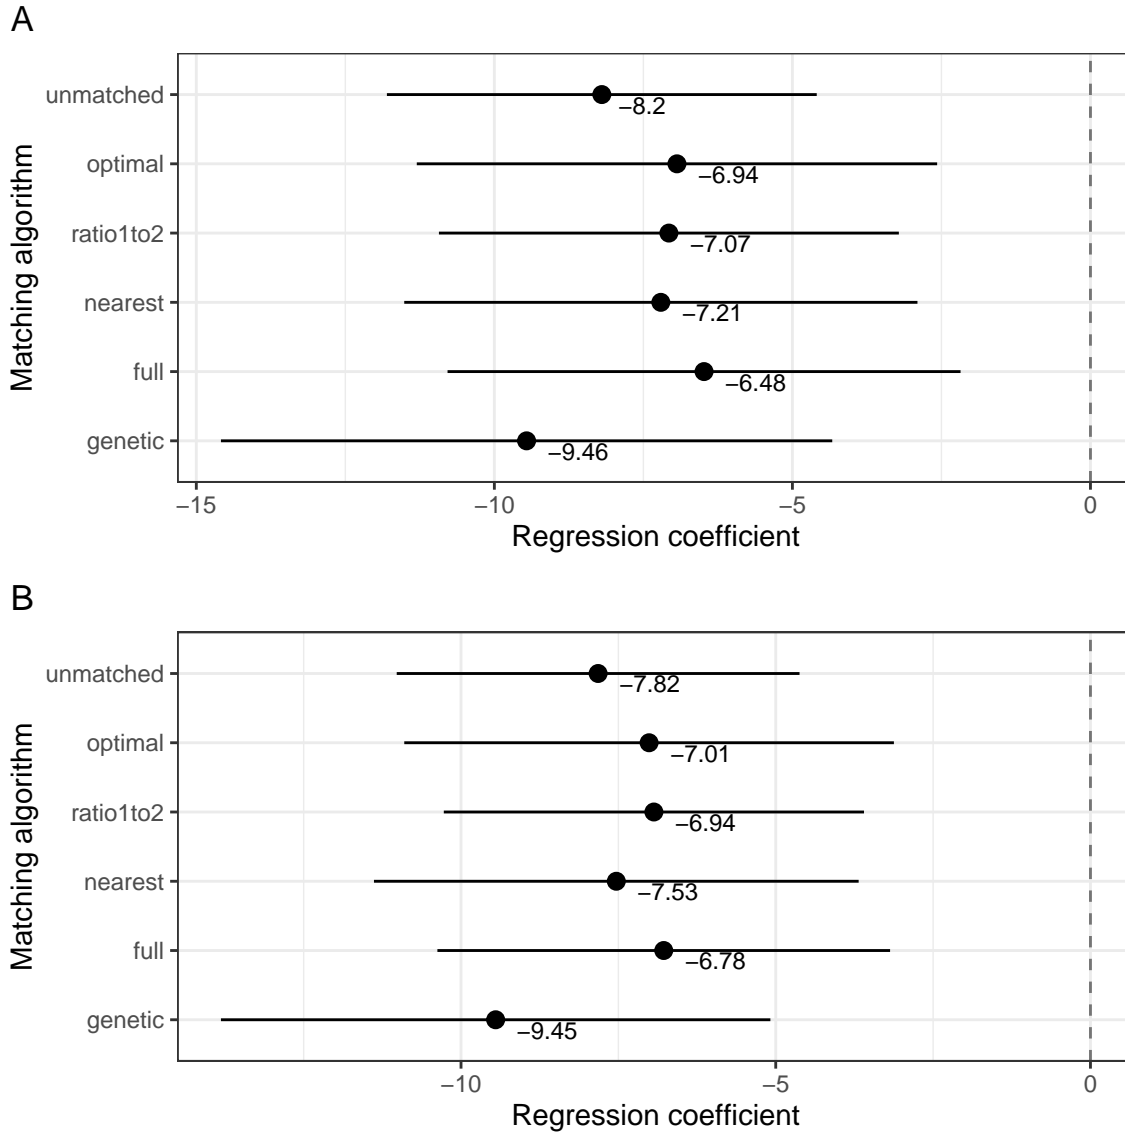 A
Matching algorithm
unmatched
−8.2
optimal
−6.94
ratio1to2
−7.07
nearest
−7.21
full
−6.48
genetic
−9.46
−15 −10 −5 0
Regression coefficient
B
Matching algorithm
unmatched
−7.82
optimal
−7.01
ratio1to2
−6.94
nearest
−7.53
full
−6.78
genetic
−9.45
−10 −5 0
Regression coefficient